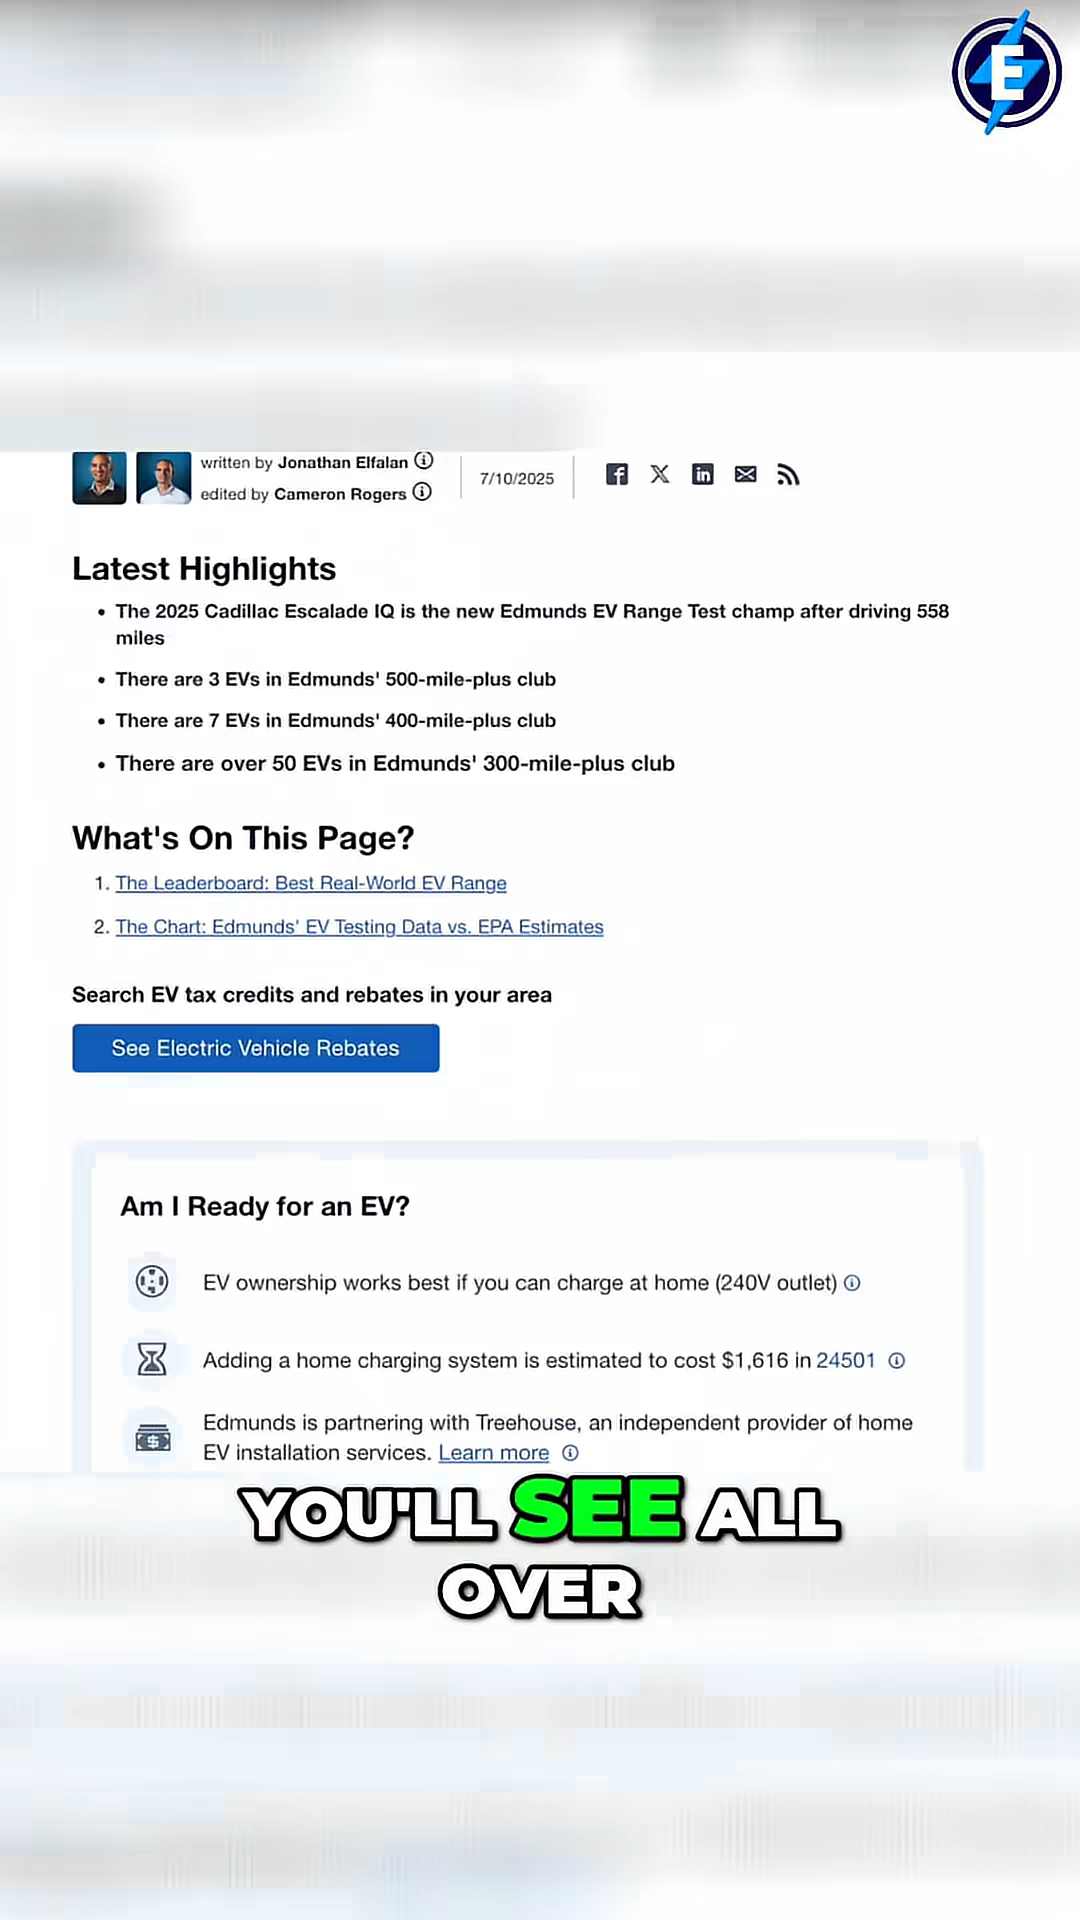 E
written by Jonathan Elfalan
edited by Cameron Rogers
7/10/2025
Latest Highlights
• The 2025 Cadillac Escalade IQ is the new Edmunds EV Range Test champ after driving 558
miles
• There are 3 EVs in Edmunds' 500-mile-plus club
• There are 7 EVs in Edmunds' 400-mile-plus club
• There are over 50 EVs in Edmunds' 300-mile-plus club
What's On This Page?
1. The Leaderboard: Best Real-World EV Range
2. The Chart: Edmunds' EV Testing Data vs. EPA Estimates
Search EV tax credits and rebates in your area
See Electric Vehicle Rebates
Am I Ready for an EV?
EV ownership works best if you can charge at home (240V outlet)
Adding a home charging system is estimated to cost $1,616 in 24501
Edmunds is partnering with Treehouse, an independent provider of home
EV installation services. Learn more
YOU'LL SEE ALL
OVER